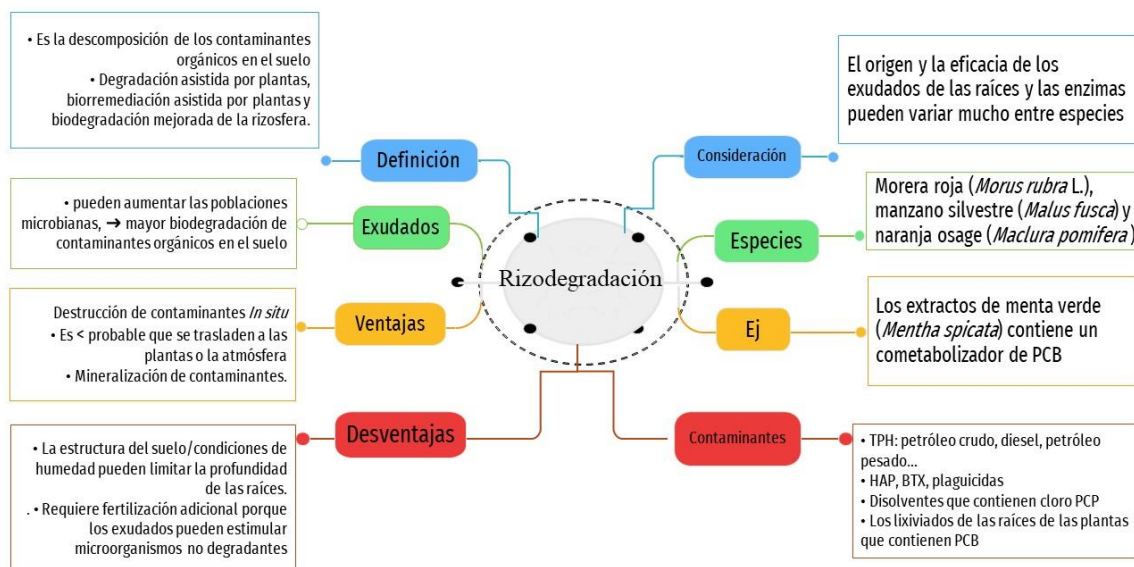 • Es la descomposición de los contaminantes
orgánicos en el suelo
• Degradación asistida por plantas,
biorremediación asistida por plantas y
biodegradación mejorada de la rizosfera.
Definición
• pueden aumentar las poblaciones
microbianas, → mayor biodegradación de
contaminantes orgánicos en el suelo
Exudados
Destrucción de contaminantes In situ
• Es < probable que se trasladen a las
plantas o la atmósfera
• Mineralización de contaminantes.
Ventajas
• La estructura del suelo/condiciones de
humedad pueden limitar la profundidad
de las raíces.
. • Requiere fertilización adicional porque
los exudados pueden estimular
microorganismos no degradantes
Desventajas
Rizodegradación
Consideración
El origen y la eficacia de los
exudados de las raíces y las enzimas
pueden variar mucho entre especies
Especies
Morera roja (Morus rubra L.),
manzano silvestre (Malus fusca) y
naranja osage (Maclura pomifera)
Ej
Los extractos de menta verde
(Mentha spicata) contiene un
cometabolizador de PCB
Contaminantes
• TPH: petróleo crudo, diesel, petróleo
pesado...
• HAP, BTX, plaguicidas
• Disolventes que contienen cloro PCP
• Los lixiviados de las raíces de las plantas
que contienen PCB